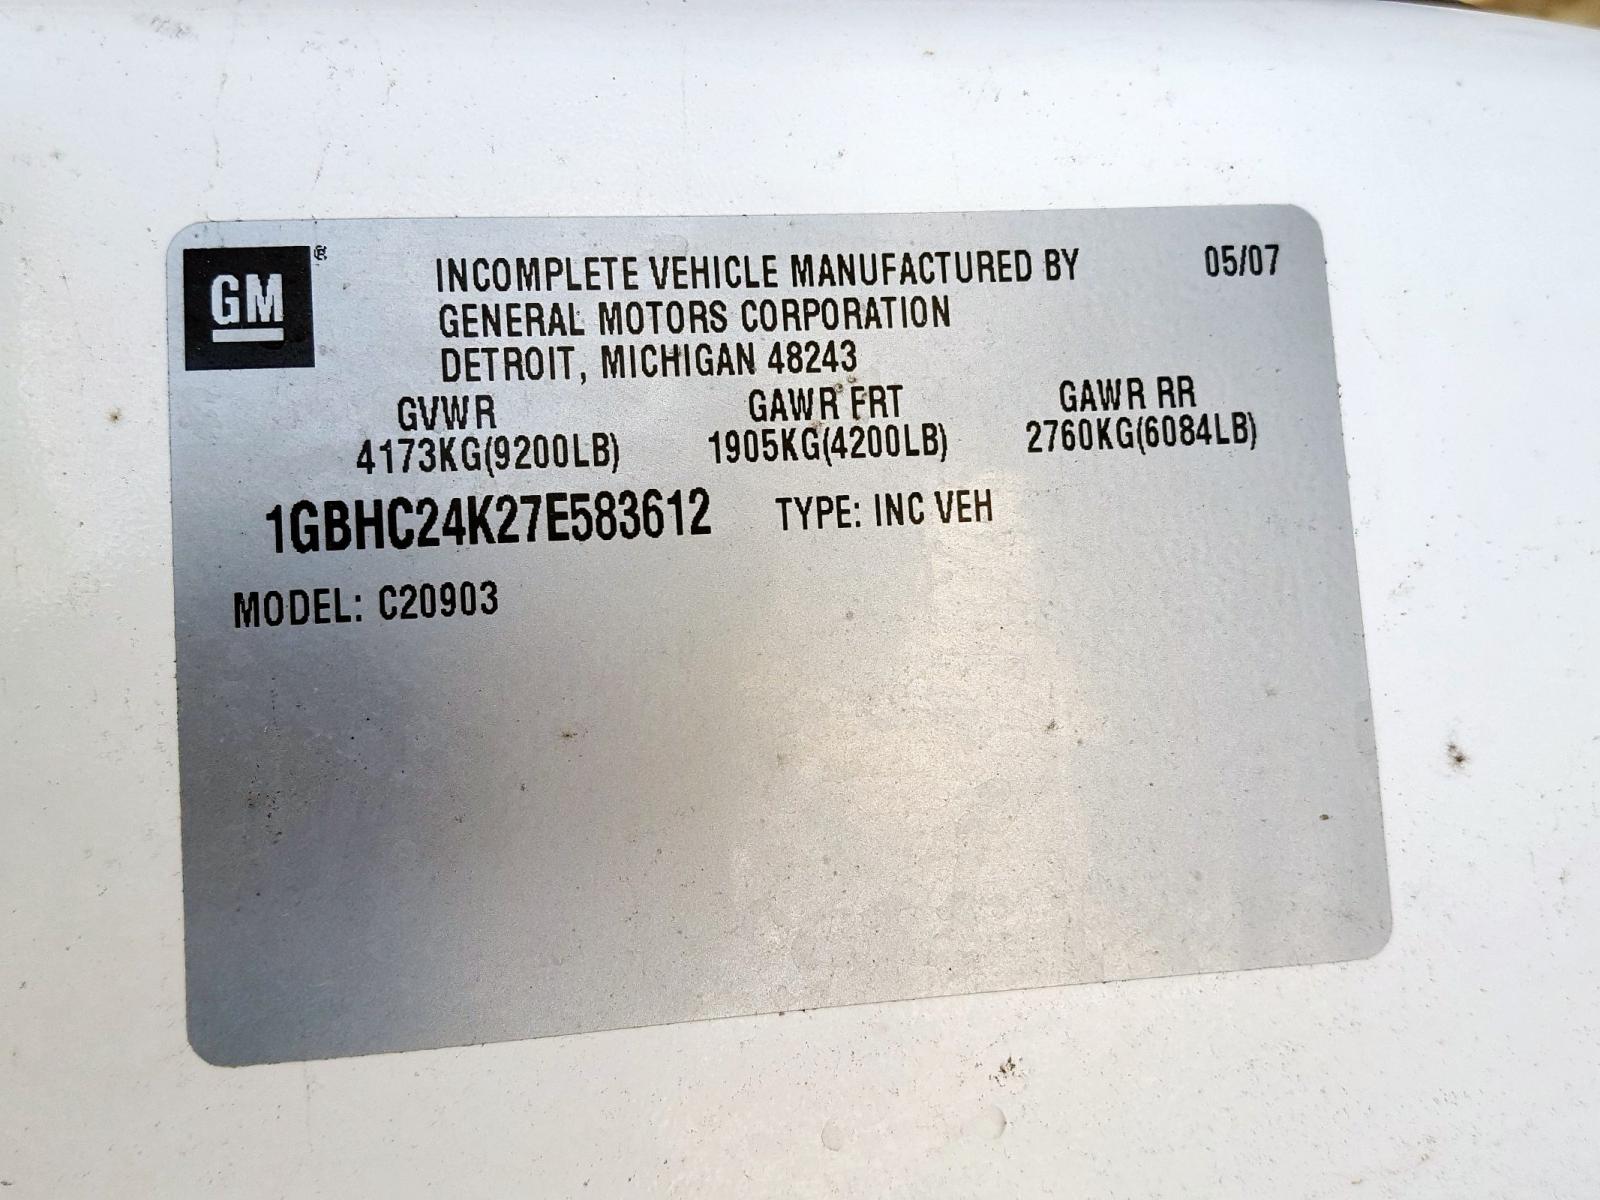 GM®
INCOMPLETE VEHICLE MANUFACTURED BY 05/07
GENERAL MOTORS CORPORATION
DETROIT, MICHIGAN 48243
GVWR GAWR FRT GAWR RR
4173KG(9200LB) 1905KG(4200LB) 2760KG(6084LB)
1GBHC24K27E583612 TYPE: INC VEH
MODEL: C20903